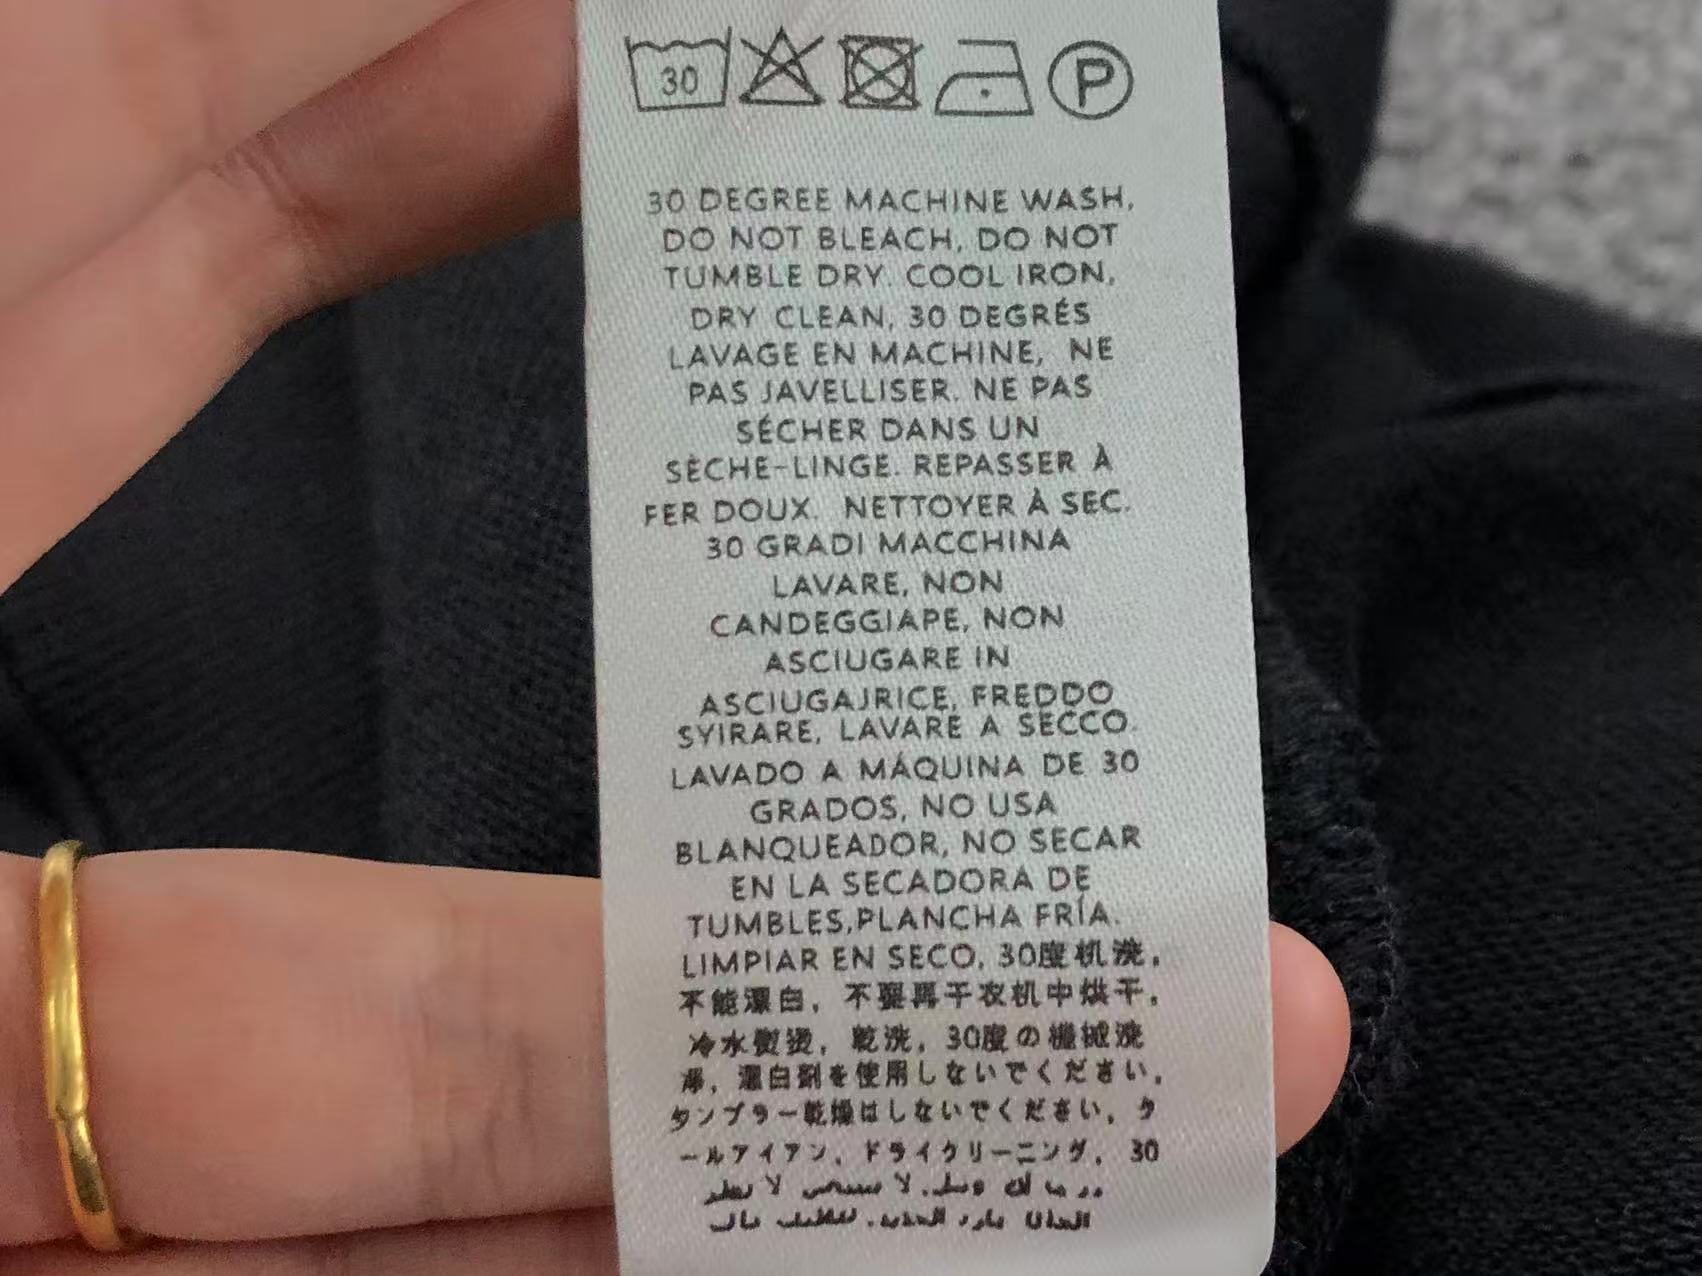 30
P
30 DEGREE MACHINE WASH,
DO NOT BLEACH, DO NOT
TUMBLE DRY. COOL IRON,
DRY CLEAN, 30 DEGRÉS
LAVAGE EN MACHINE, NE
PAS JAVELLISER. NE PAS
SÉCHER DANS UN
SÈCHE-LINGE. REPASSER À
FER DOUX. NETTOYER À SEC.
30 GRADI MACCHINA
LAVARE, NON
CANDEGGIAPE, NON
ASCIUGARE IN
ASCIUGAJRICE, FREDDO
SYIRARE, LAVARE A SECCO.
LAVADO A MÁQUINA DE 30
GRADOS, NO USA
BLANQUEADOR, NO SECAR
EN LA SECADORA DE
TUMBLES,PLANCHA FRÍA.
LIMPIAR EN SECO, 30度机洗,
不能漂白, 不要再干衣机中烘干,
冷水熨烫, 乾洗, 30度の機械洗
浄, 漂白剤を使用しないでください,
タンブラー乾燥はしないでください, ク
ールアイアン, ドライクリーニング, 30